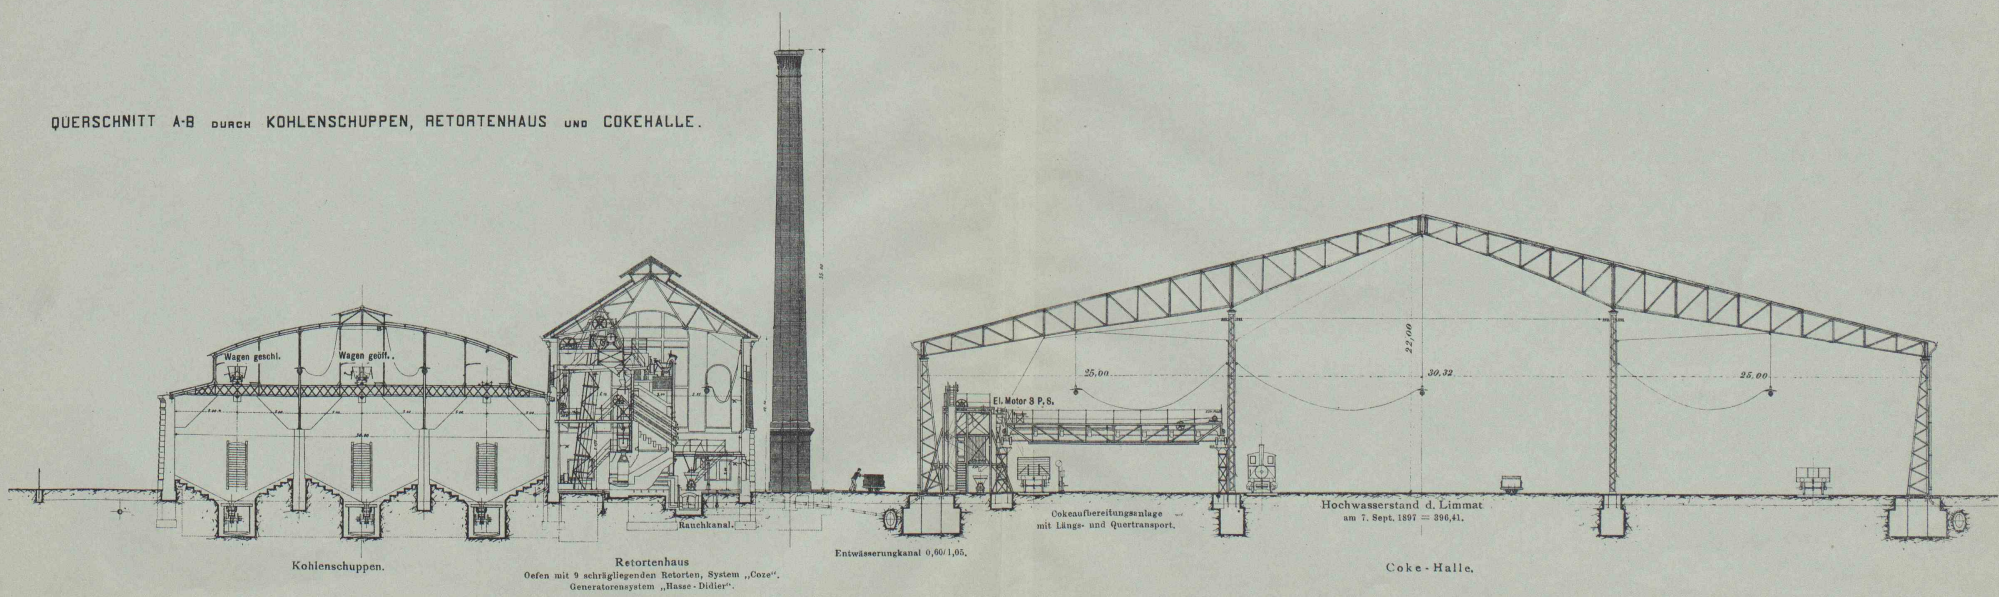 QUERSCHNITT A-B DURCH KOHLENSCHUPPEN, RETORTENHAUS UND COKEHALLE.
Wagen geschl.
Wagen geöff.
El. Motor 3 P.S.
25,00
22,00
30,32
25,00
Rauchkanal.
Cokeaufbereitungsanlage
mit Längs- und Quertransport.
Hochwasserstand d. Limmat
am 7. Sept. 1897 = 396,41.
Entwässerungkanal 0,60/1,05.
Kohlenschuppen.
Retortenhaus
Oefen mit 9 schrägliegenden Retorten, System „Coze“.
Generatorensystem „Hasse-Didier“.
Coke-Halle.